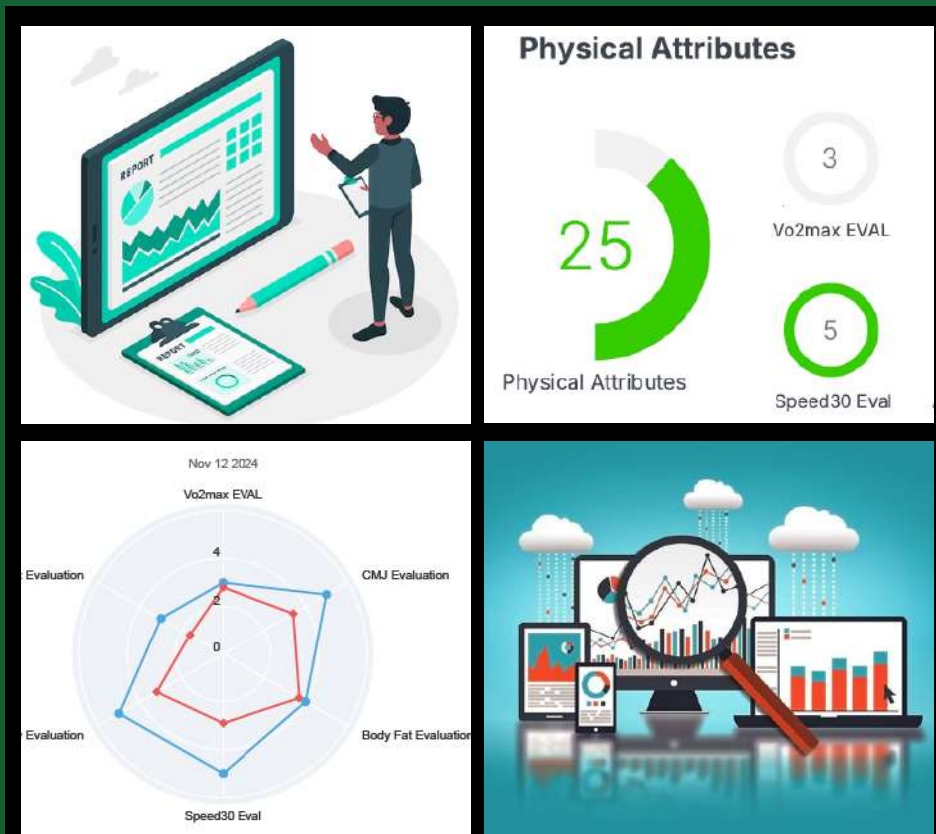 REPORT
REPORT
Physical Attributes
25
3
Vo2max EVAL
5
Physical Attributes
Speed30 Eval
Nov 12 2024
Vo2max EVAL
4
Evaluation
CMJ Evaluation
2
0
Evaluation
Body Fat Evaluation
Speed30 Eval